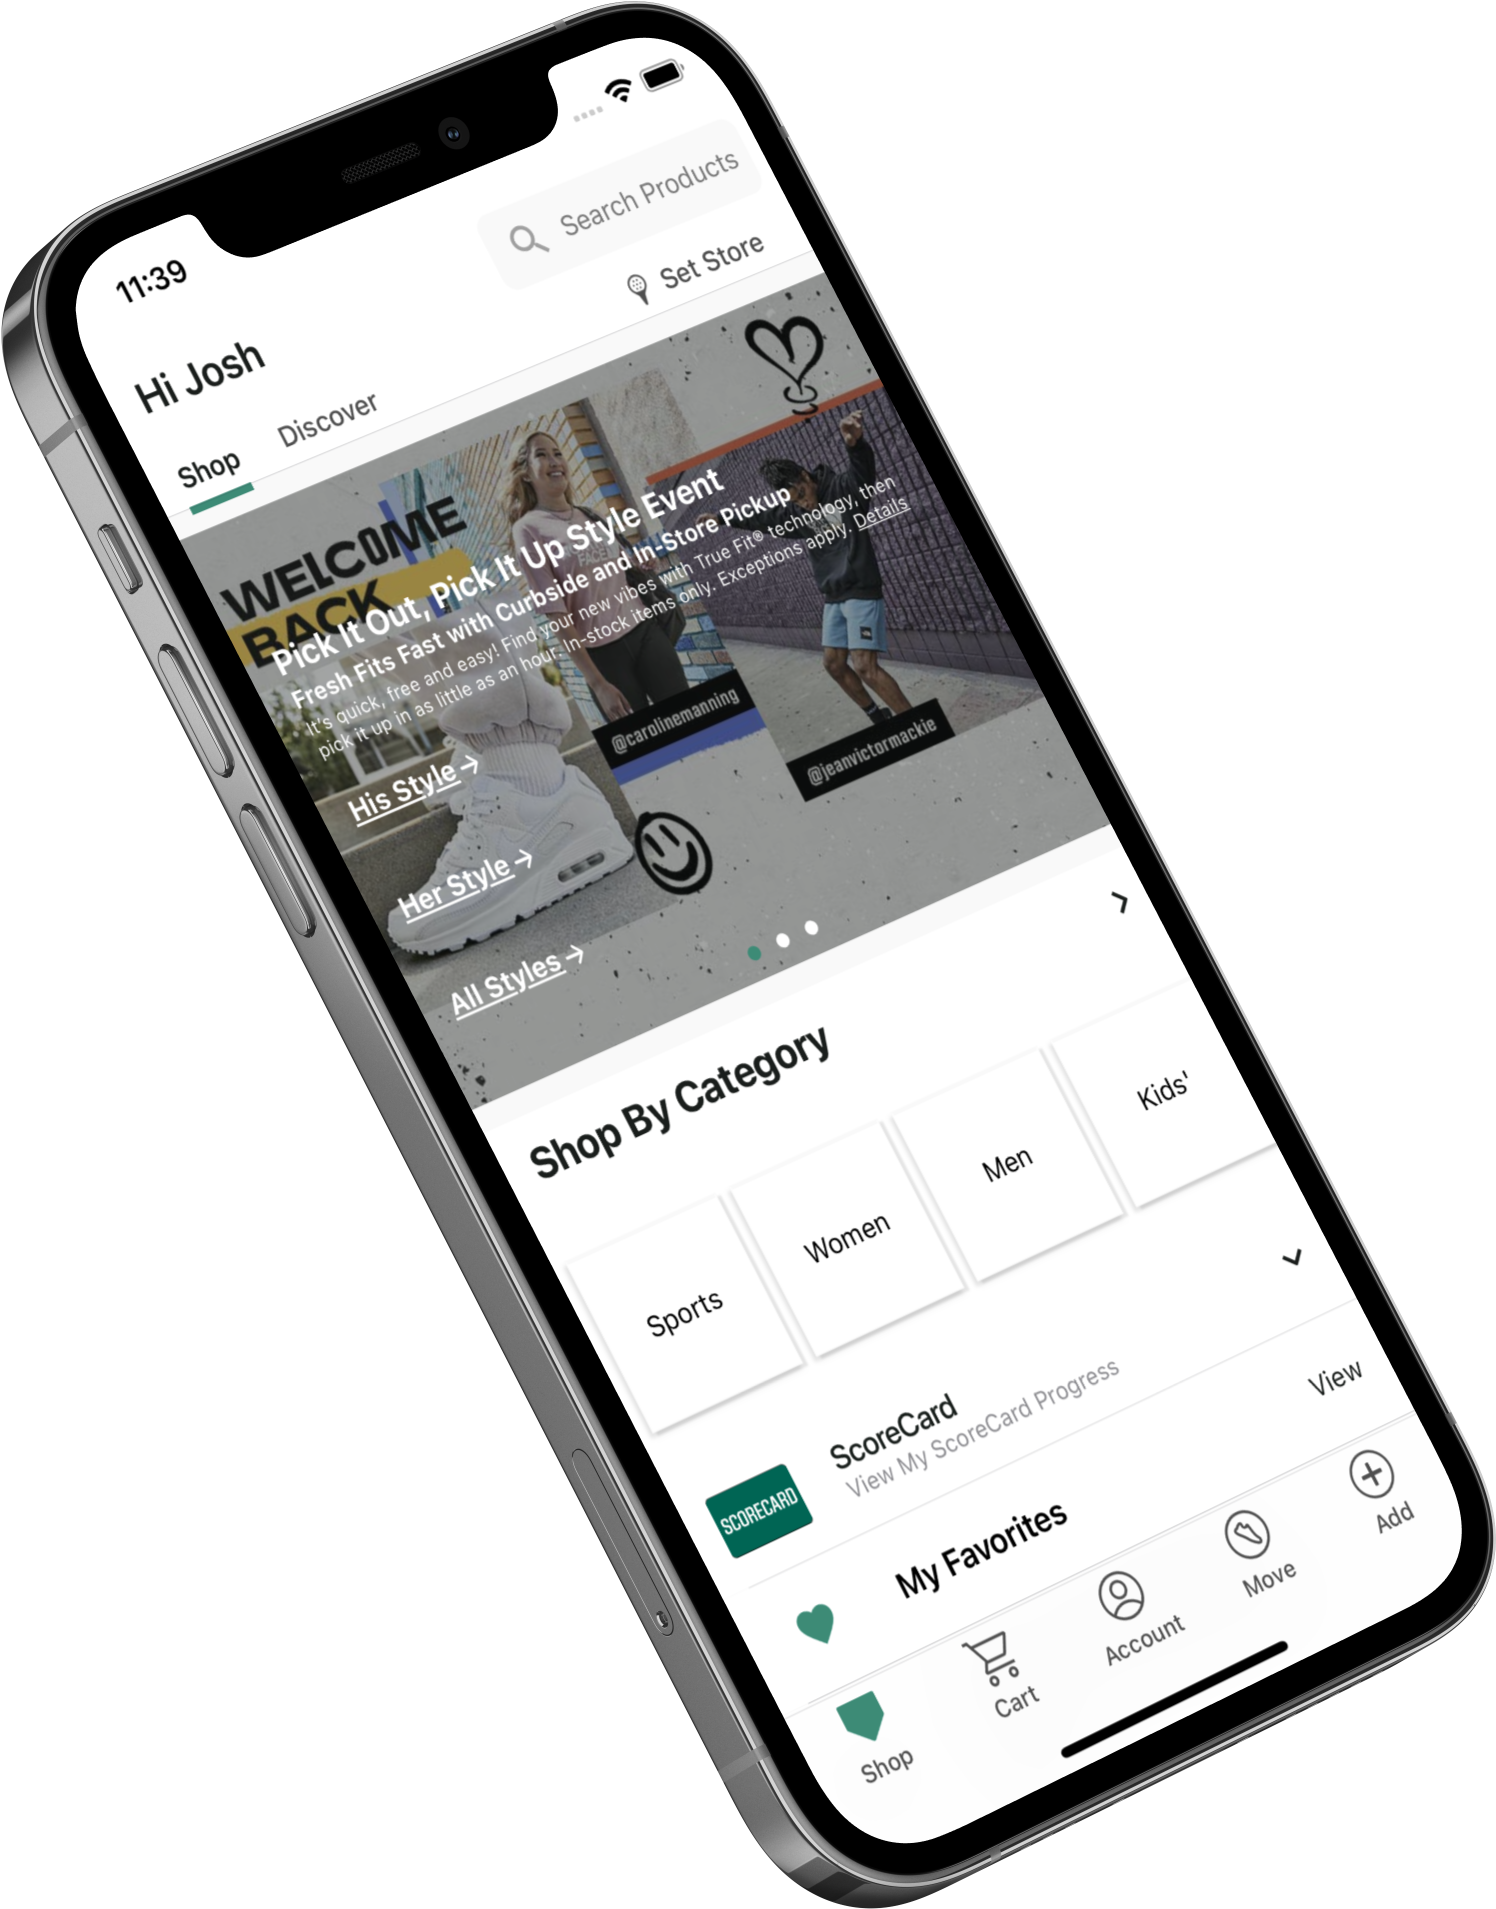 11:39
Search Products
Hi Josh
Set Store
Shop
Discover
WELCOME
BACK
Pick It Out, Pick It Up Style Event
Fresh Fits Fast with Curbside and In-Store Pickup
It's quick, free and easy! Find your new vibes with True Fit® technology, then
pick it up in as little as an hour. In-stock items only. Exceptions apply. Details
@carolinemanning
@jeanvictormackie
His Style →
Her Style →
All Styles →
Shop By Category
Sports
Women
Men
Kids'
SCORECARD
ScoreCard
View My ScoreCard Progress
My Favorites
View
Shop
Cart
Account
Move
Add